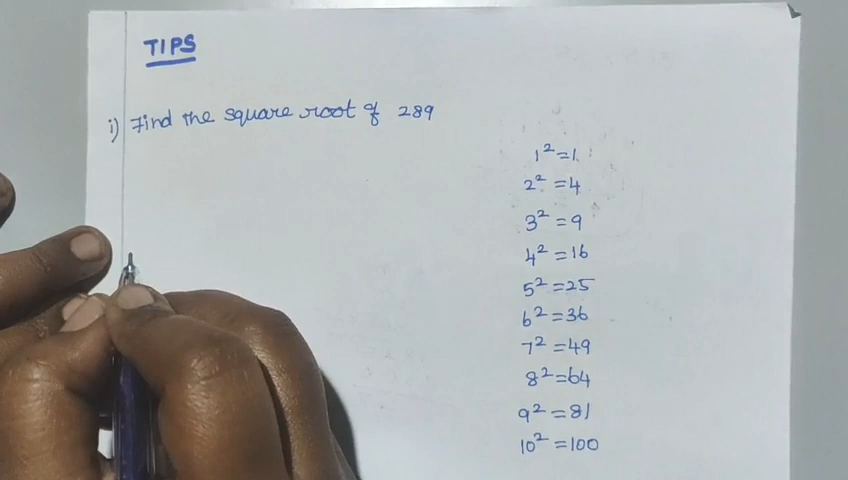 TIPS
i) Find the square root of 289
1² = 1
2² = 4
3² = 9
4² = 16
5² = 25
6² = 36
7² = 49
8² = 64
9² = 81
10² = 100